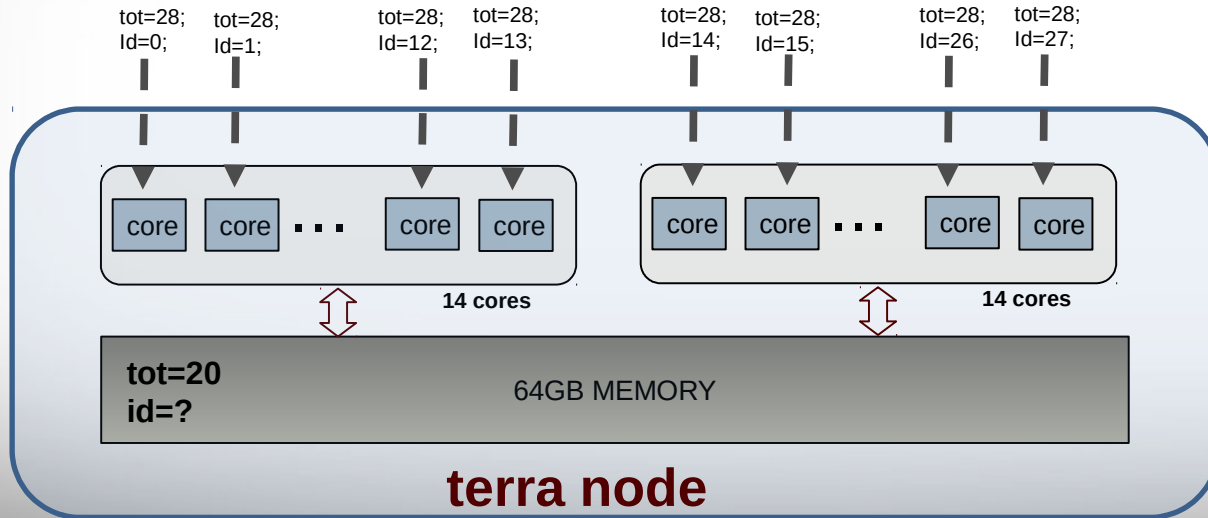 tot=28;
Id=0;
tot=28;
Id=1;
tot=28;
Id=12;
tot=28;
Id=13;
tot=28;
Id=14;
tot=28;
Id=15;
tot=28;
Id=26;
tot=28;
Id=27;
core
core
...
core
core
core
core
...
core
core
14 cores
14 cores
tot=20
id=?
64GB MEMORY
terra node